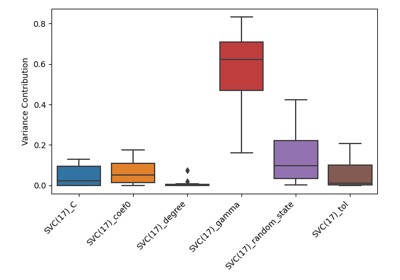 Variance Contribution
0.8
0.6
0.4
0.2
0.0
SVC(17)_C
SVC(17)_coef0
SVC(17)_degree
SVC(17)_gamma
SVC(17)_random_state
SVC(17)_tol